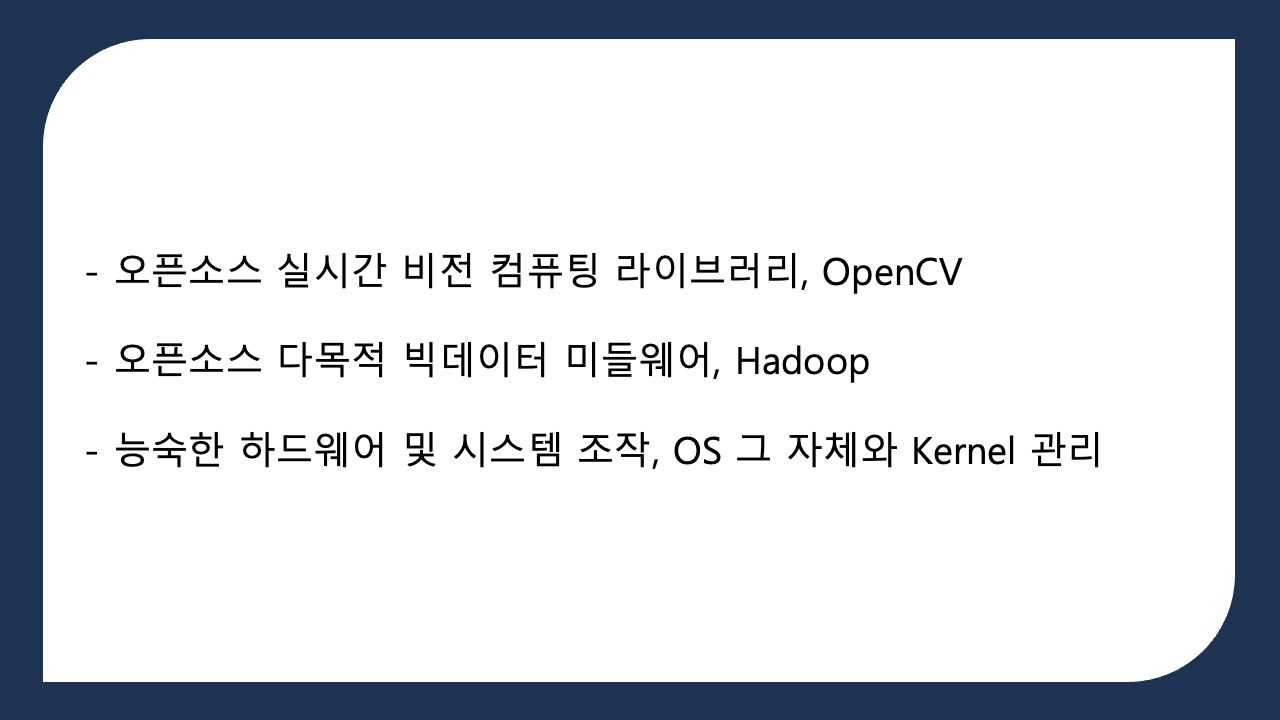 - 오픈소스 실시간 비전 컴퓨팅 라이브러리, OpenCV
- 오픈소스 다목적 빅데이터 미들웨어, Hadoop
- 능숙한 하드웨어 및 시스템 조작, OS 그 자체와 Kernel 관리